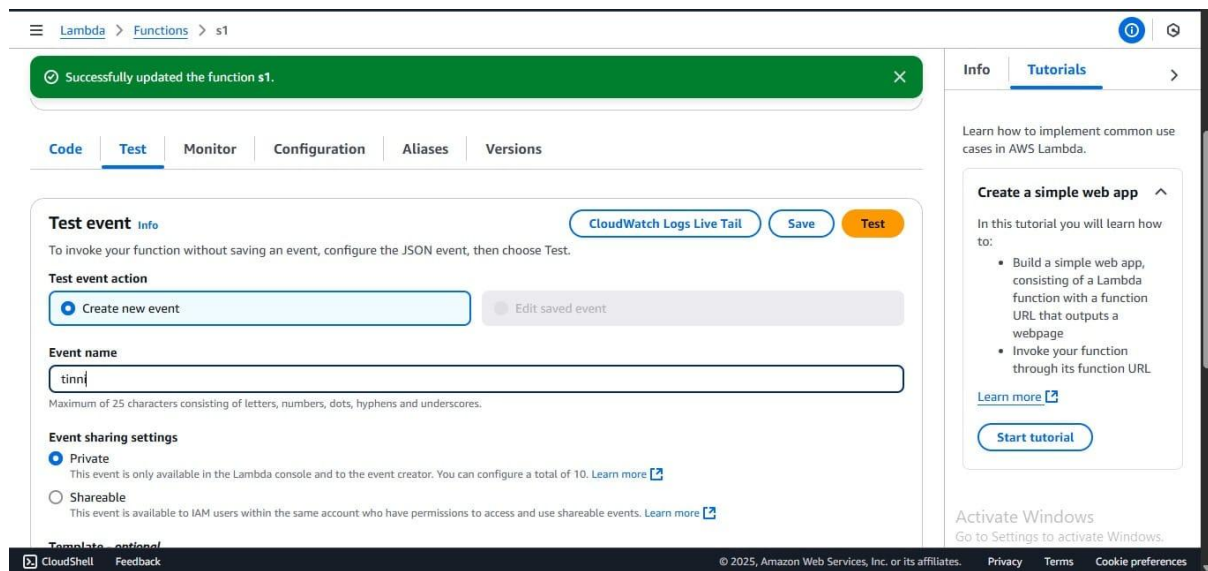 Lambda > Functions > s1
Successfully updated the function s1.
Code Test Monitor Configuration Aliases Versions
Test event Info
CloudWatch Logs Live Tail Save Test
To invoke your function without saving an event, configure the JSON event, then choose Test.
Test event action
Create new event Edit saved event
Event name
tinni
Maximum of 25 characters consisting of letters, numbers, dots, hyphens and underscores.
Event sharing settings
Private
This event is only available in the Lambda console and to the event creator. You can configure a total of 10. Learn more
Shareable
This event is available to IAM users within the same account who have permissions to access and use shareable events. Learn more
Template - optional
Info Tutorials
Learn how to implement common use
cases in AWS Lambda.
Create a simple web app
In this tutorial you will learn how
to:
• Build a simple web app,
consisting of a Lambda
function with a function
URL that outputs a
webpage
• Invoke your function
through its function URL
Learn more
Start tutorial
Activate Windows
Go to Settings to activate Windows.
CloudShell Feedback © 2025, Amazon Web Services, Inc. or its affiliates. Privacy Terms Cookie preferences